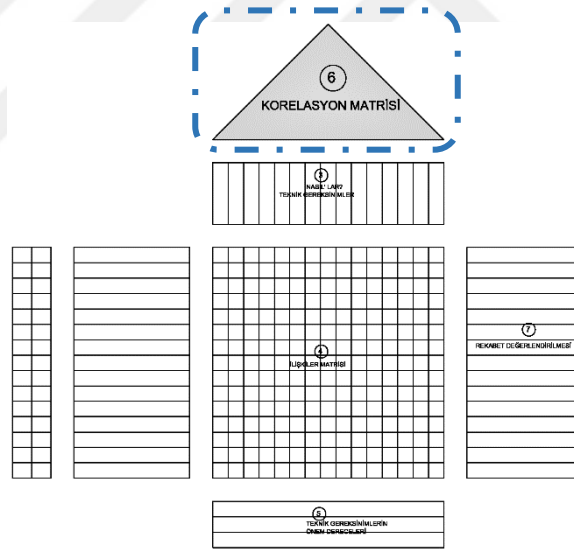 6
KORELASYON MATRİSİ
3
NASIL' LAR?
TEKNİK GEREKSİNİMLER
4
İLİŞKİLER MATRİSİ
7
REKABET DEĞERLENDİRİLMESİ
5
TEKNİK GEREKSİNİMLERİN
ÖNEM DERECELERİ